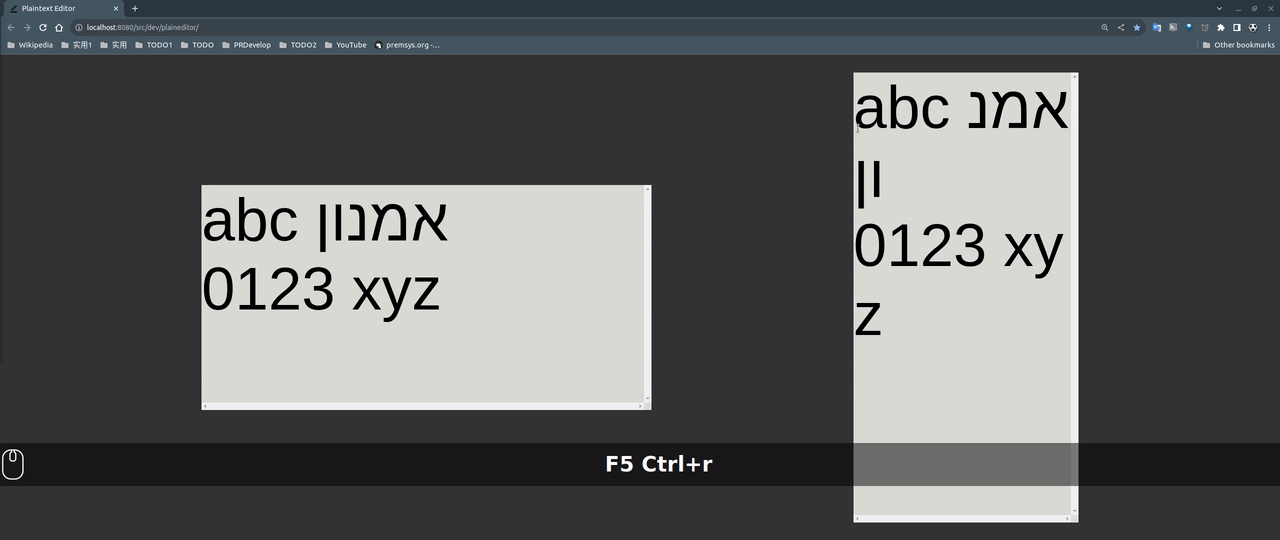 Plaintext Editor
localhost:8080/src/dev/plaineditor/
Wikipedia 实用1 实用 TODO1 TODO PRDevelop TODO2 YouTube premsys.org -... Other bookmarks
abc אמנון
0123 xyz
abc אמנ
ון
0123 xy
z
F5 Ctrl+r